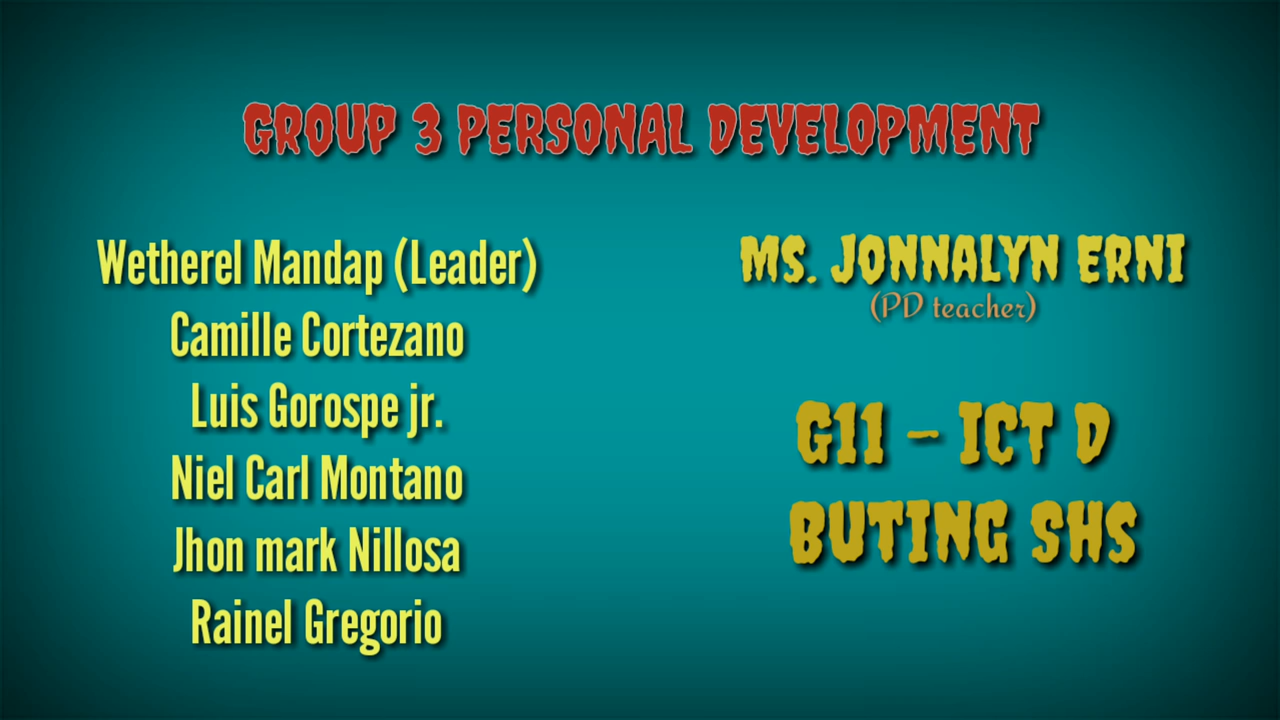 GROUP 3 PERSONAL DEVELOPMENT
Wetherel Mandap (Leader)
Camille Cortezano
Luis Gorospe jr.
Niel Carl Montano
Jhon mark Nillosa
Rainel Gregorio
MS. JONNALYN ERNI
(PD teacher)
G11 - ICT D
BUTING SHS